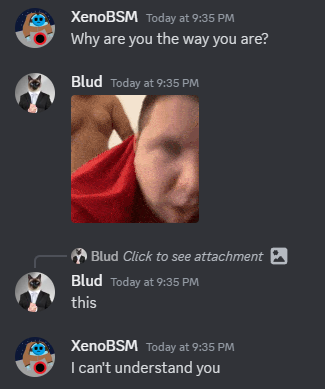 XenoBSM Today at 9:35 PM
Why are you the way you are?
Blud Today at 9:35 PM
Blud Click to see attachment
Blud Today at 9:35 PM
this
XenoBSM Today at 9:35 PM
I can't understand you